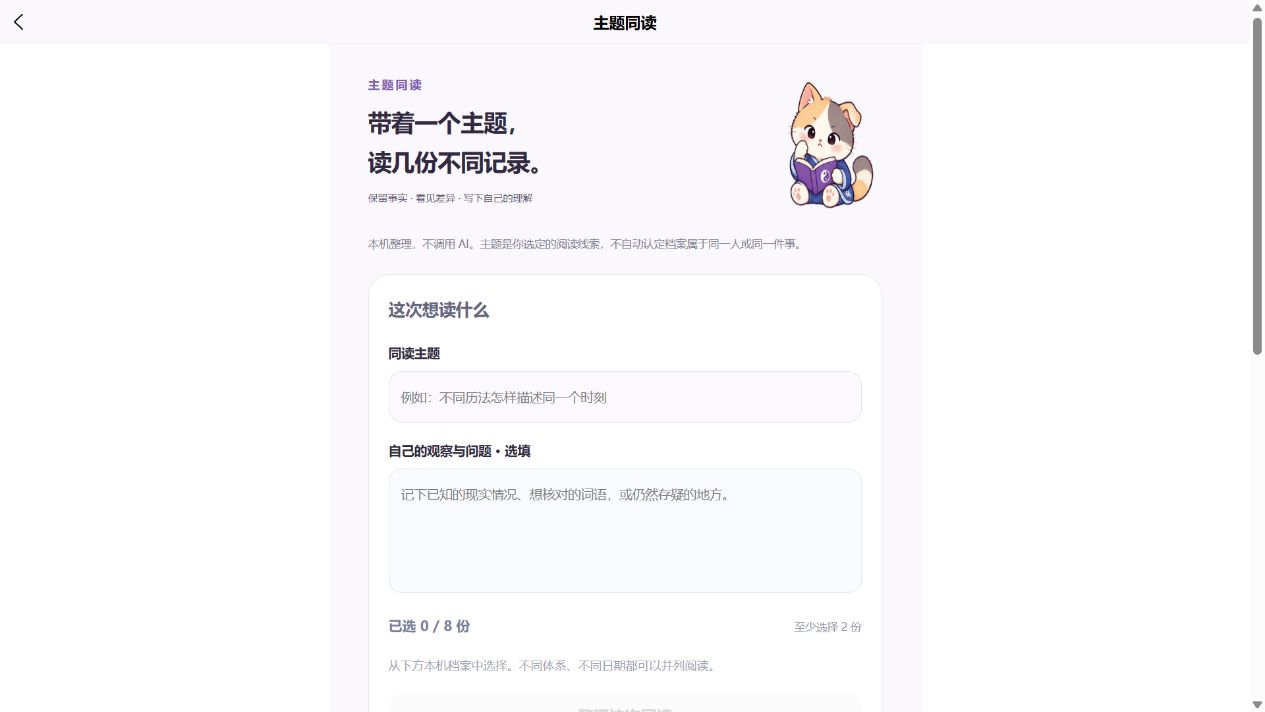 主题同读
主题同读
带着一个主题，
读几份不同记录。
保留事实 · 看见差异 · 写下自己的理解
本机整理，不调用 AI。主题是你选定的阅读线索，不自动认定档案属于同一人或同一件事。
这次想读什么
同读主题
例如：不同历法怎样描述同一个时刻
自己的观察与问题 · 选填
记下已知的现实情况、想核对的词语，或仍然存疑的地方。
已选 0 / 8 份
至少选择 2 份
从下方本机档案中选择。不同体系、不同日期都可以并列阅读。